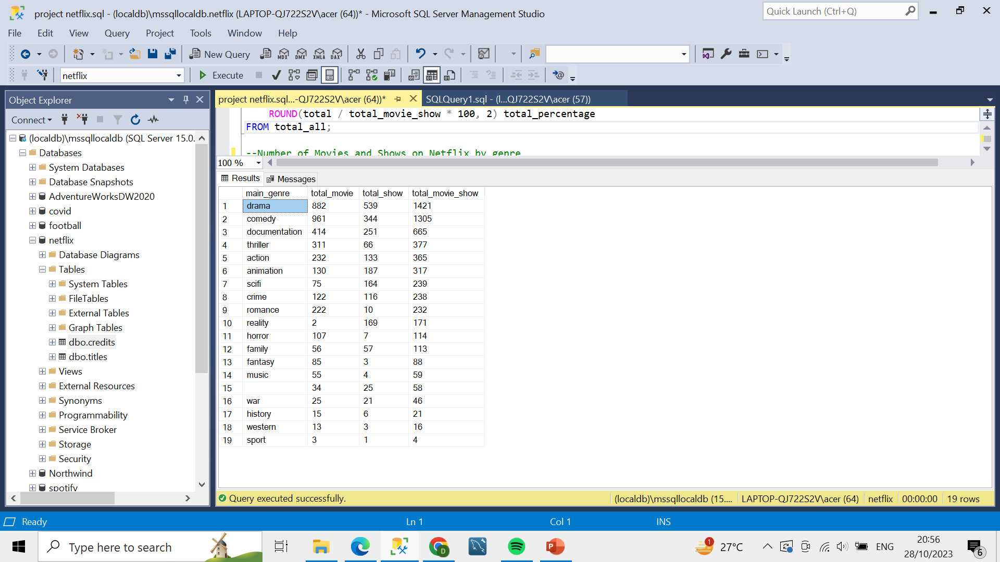 project netflix.sql - (localdb)\mssqllocaldb.netflix (LAPTOP-QJ722S2V\acer (64))* - Microsoft SQL Server Management Studio
Quick Launch (Ctrl+Q)
File Edit View Query Project Tools Window Help
New Query MDX DMX XMLA DAX
netflix Execute
Object Explorer
Connect
(localdb)\mssqllocaldb (SQL Server 15.0.
Databases
System Databases
Database Snapshots
AdventureWorksDW2020
covid
football
netflix
Database Diagrams
Tables
System Tables
FileTables
External Tables
Graph Tables
dbo.credits
dbo.titles
Views
External Resources
Synonyms
Programmability
Service Broker
Storage
Security
Northwind
spotify
project netflix.sql...-QJ722S2V\acer (64))* SQLQuery1.sql - (l...QJ722S2V\acer (57))
ROUND(total / total_movie_show * 100, 2) total_percentage
FROM total_all;
--Number of Movies and Shows on Netflix by genre
100 %
Results Messages
main_genre total_movie total_show total_movie_show
1 drama 882 539 1421
2 comedy 961 344 1305
3 documentation 414 251 665
4 thriller 311 66 377
5 action 232 133 365
6 animation 130 187 317
7 scifi 75 164 239
8 crime 122 116 238
9 romance 222 10 232
10 reality 2 169 171
11 horror 107 7 114
12 family 56 57 113
13 fantasy 85 3 88
14 music 55 4 59
15 34 25 58
16 war 25 21 46
17 history 15 6 21
18 western 13 3 16
19 sport 3 1 4
Query executed successfully. (localdb)\mssqllocaldb (15.... LAPTOP-QJ722S2V\acer (64) netflix 00:00:00 19 rows
Ready Ln 1 Col 1 INS
Type here to search
D
P
1
27°C
ENG
20:56
28/10/2023
6